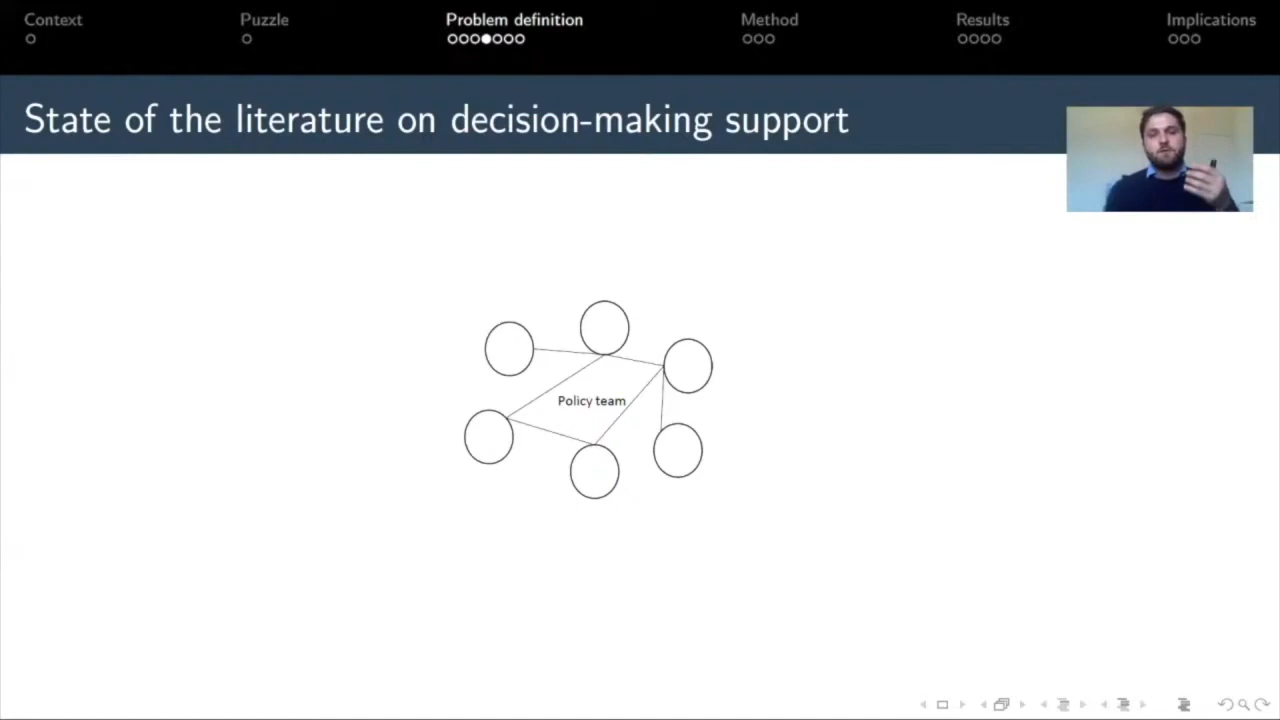 Context Puzzle Problem definition Method Results Implications
State of the literature on decision-making support
Policy team